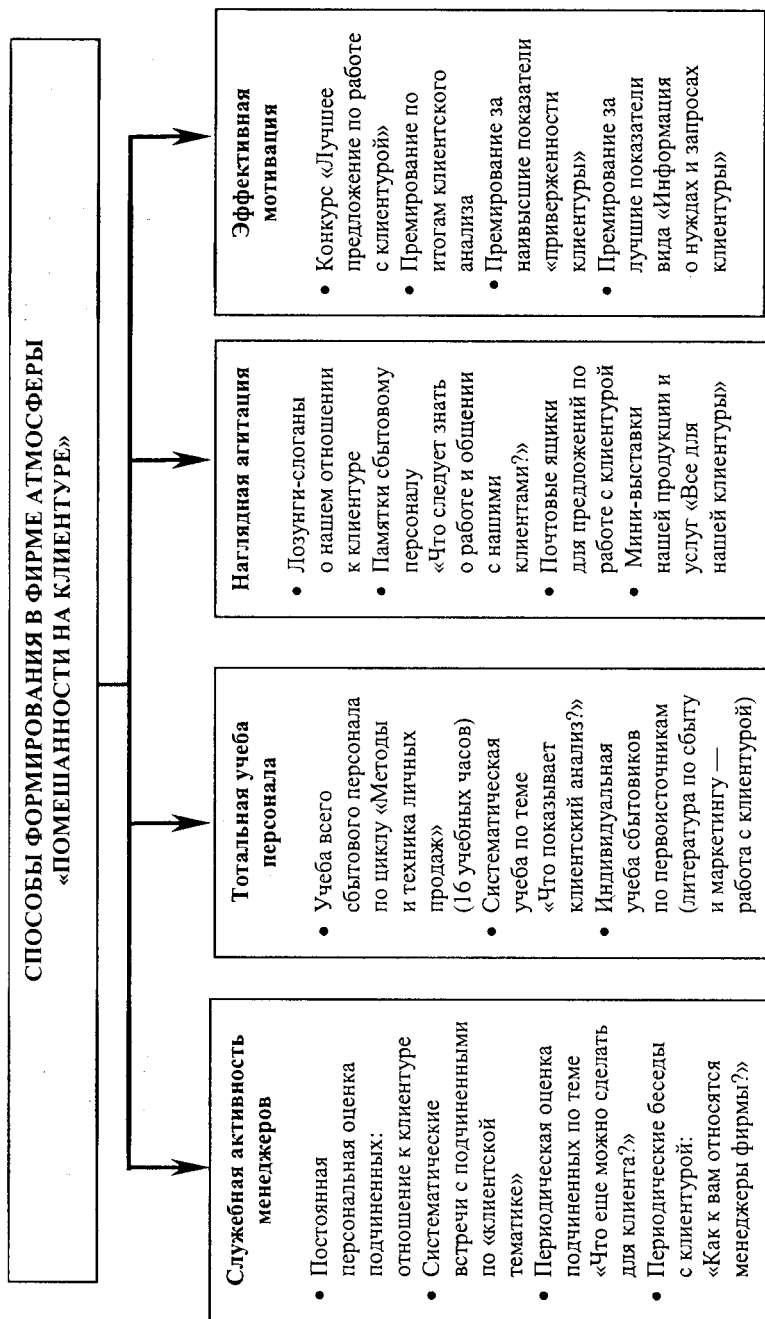 СПОСОБЫ ФОРМИРОВАНИЯ В ФИРМЕ АТМОСФЕРЫ
«ПОМЕШАННОСТИ НА КЛИЕНТУРЕ»
Служебная активность
менеджеров
• Постоянная
персональная оценка
подчиненных:
отношение к клиентуре
• Систематические
встречи с подчиненными
по «клиентской
тематике»
• Периодическая оценка
подчиненных по теме
«Что еще можно сделать
для клиента?»
• Периодические беседы
с клиентурой:
«Как к вам относятся
менеджеры фирмы?»
Тотальная учеба
персонала
• Учеба всего
сбытового персонала
по циклу «Методы
и техника личных
продаж»
(16 учебных часов)
• Систематическая
учеба по теме
«Что показывает
клиентский анализ?»
• Индивидуальная
учеба сбытовиков
по первоисточникам
(литература по сбыту
и маркетингу —
работа с клиентурой)
Наглядная агитация
• Лозунги-слоганы
о нашем отношении
к клиентуре
• Памятки сбытовому
персоналу
«Что следует знать
о работе и общении
с нашими
клиентами?»
• Почтовые ящики
для предложений по
работе с клиентурой
• Мини-выставки
нашей продукции и
услуг «Все для
нашей клиентуры»
Эффективная
мотивация
• Конкурс «Лучшее
предложение по работе
с клиентурой»
• Премирование по
итогам клиентского
анализа
• Премирование за
наивысшие показатели
«приверженности
клиентуры»
• Премирование за
лучшие показатели
вида «Информация
о нуждах и запросах
клиентуры»